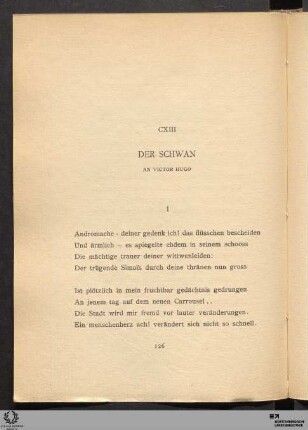 CXIII
DER SCHWAN
AN VICTOR HUGO
I
Andromache - deiner gedenk ich! das flüsschen bescheiden
Und ärmlich – es spiegelte ehdem in seinem schooss
Die mächtige trauer deiner wittwenleiden:
Der trügende Simoïs durch deine thränen nun gross
Ist plötzlich in mein fruchtbar gedächtnis gedrungen
An jenem tag auf dem neuen Carrousel . .
Die Stadt wird mir fremd vor lauter veränderungen.
Ein menschenherz ach! verändert sich nicht so schnell.
126